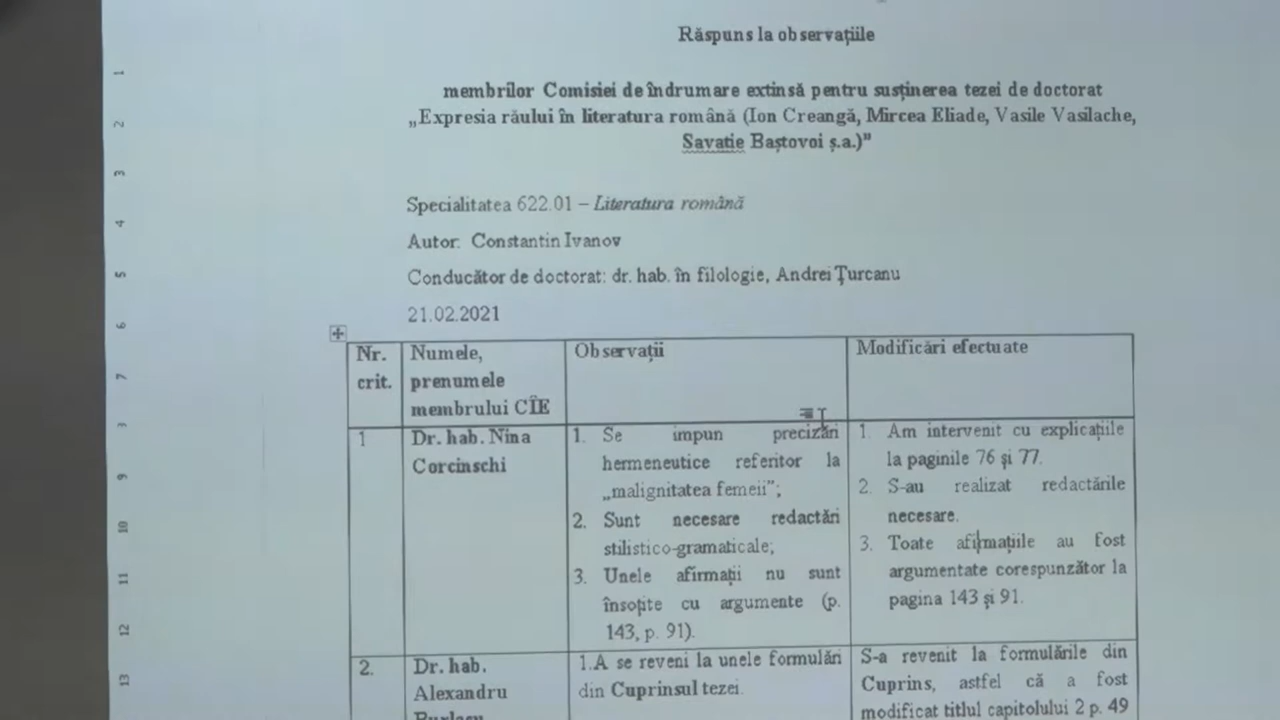 Răspuns la observațiile
membrilor Comisiei de îndrumare extinsă pentru susținerea tezei de doctorat
„Expresia răului în literatura română (Ion Creangă, Mircea Eliade, Vasile Vasilache,
Savatie Baștovoi ș.a.)”
Specialitatea 622.01 – Literatura română
Autor: Constantin Ivanov
Conducător de doctorat: dr. hab. în filologie, Andrei Țurcanu
21.02.2021
Nr.
crit.
Numele,
prenumele
membrului CÎE
Observații
Modificări efectuate
1
Dr. hab. Nina
Corcinschi
1. Se impun precizări
hermeneutice referitor la
„malignitatea femeii”;
2. Sunt necesare redactări
stilistico-gramaticale;
3. Unele afirmații nu sunt
însoțite cu argumente (p.
143, p. 91).
1. Am intervenit cu explicațiile
la paginile 76 și 77.
2. S-au realizat redactările
necesare.
3. Toate afirmațiile au fost
argumentate corespunzător la
pagina 143 și 91.
2.
Dr. hab.
Alexandru
1.A se reveni la unele formulări
din Cuprinsul tezei.
S-a revenit la formulările din
Cuprins, astfel că a fost
modificat titlul capitolului 2 p. 49
1
2
3
4
5
6
7
9
10
11
12
13